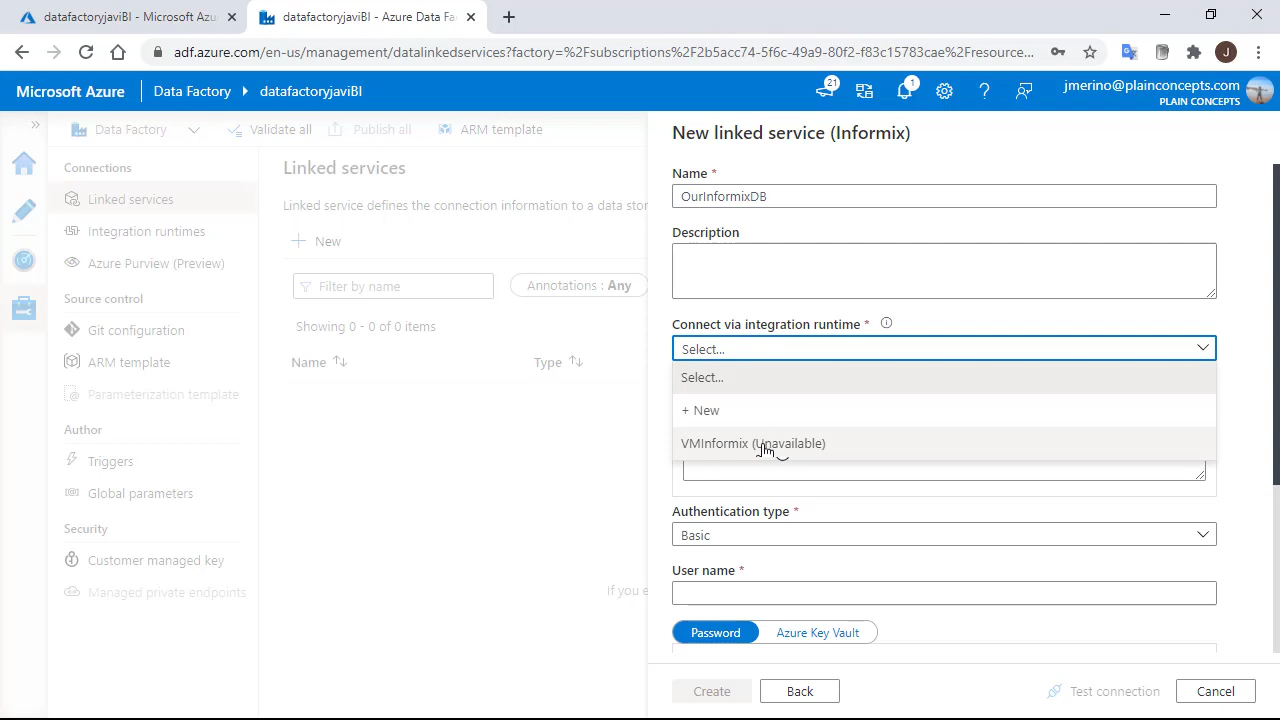 datafactoryjaviBI - Microsoft Azu
datafactoryjaviBI - Azure Data Fa
adf.azure.com/en-us/management/datalinkedservices?factory=%2Fsubscriptions%2F2b5acc74-5f6c-49a9-80f2-f83c15783cae%2Fresource...
J
Microsoft Azure
Data Factory
datafactoryjaviBI
21
1
jmerino@plainconcepts.com
PLAIN CONCEPTS
Data Factory
Validate all
Publish all
ARM template
Connections
Linked services
Integration runtimes
Azure Purview (Preview)
Source control
Git configuration
ARM template
Parameterization template
Author
Triggers
Global parameters
Security
Customer managed key
Managed private endpoints
Linked services
Linked service defines the connection information to a data stor
New
Filter by name
Annotations : Any
Showing 0 - 0 of 0 items
Name
Type
If you e
New linked service (Informix)
Name *
OurInformixDB
Description
Connect via integration runtime *
Select...
Select...
+ New
VMInformix (Unavailable)
Authentication type *
Basic
User name *
Password
Azure Key Vault
Create
Back
Test connection
Cancel